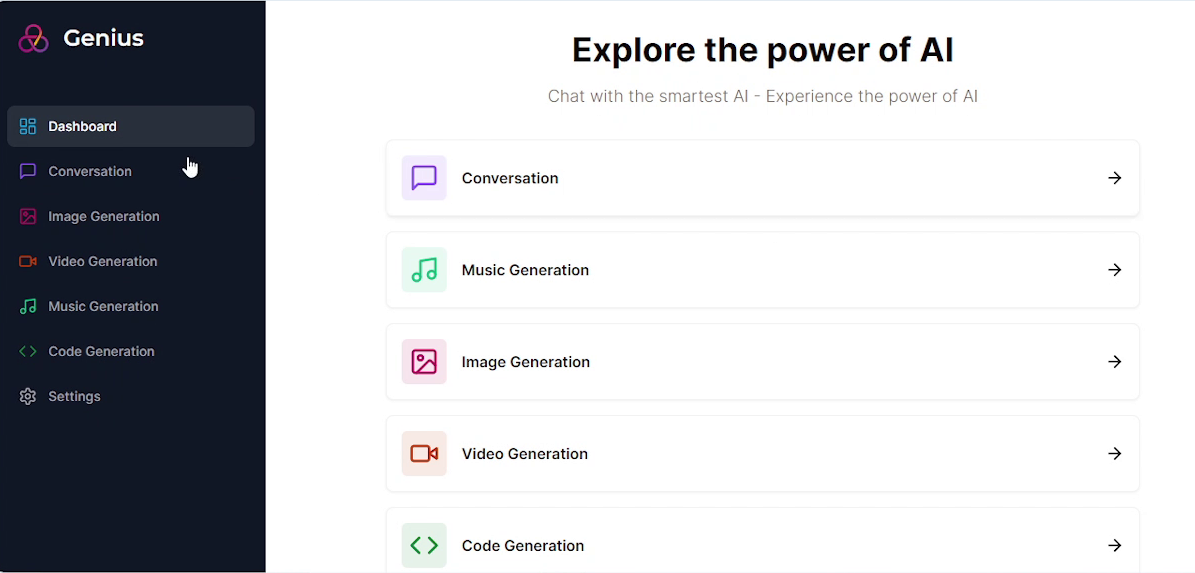 Genius
Dashboard
Conversation
Image Generation
Video Generation
Music Generation
Code Generation
Settings
Explore the power of AI
Chat with the smartest AI - Experience the power of AI
Conversation
Music Generation
Image Generation
Video Generation
Code Generation